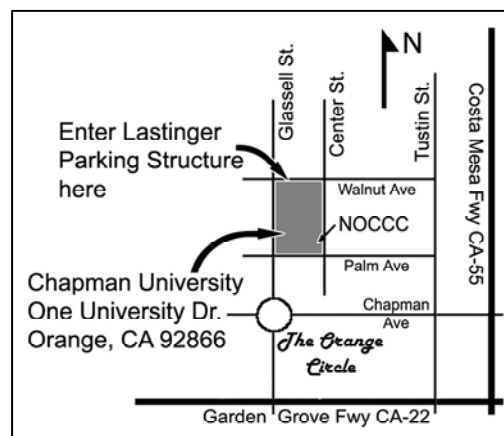 N
Glassell St.
Center St.
Tustin St.
Costa Mesa Fwy CA-55
Enter Lastinger
Parking Structure
here
Walnut Ave
NOCCC
Palm Ave
Chapman University
One University Dr.
Orange, CA 92866
Chapman
Ave
The Orange
Circle
Garden Grove Fwy CA-22